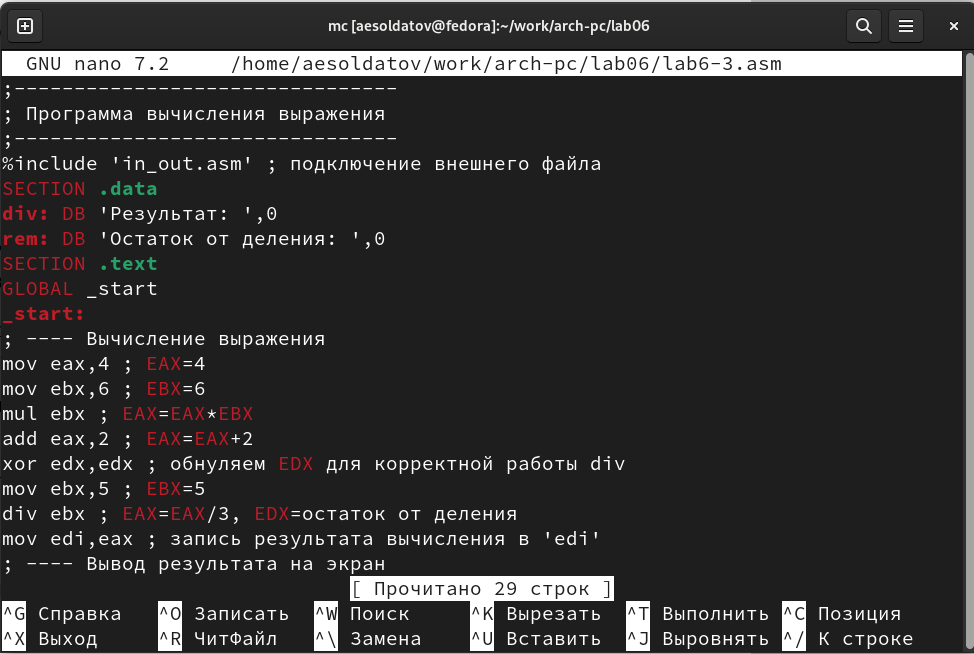 mc [aesoldatov@fedora]:~/work/arch-pc/lab06
GNU nano 7.2 /home/aesoldatov/work/arch-pc/lab06/lab6-3.asm
;--------------------------------
; Программа вычисления выражения
;--------------------------------
%include 'in_out.asm' ; подключение внешнего файла
SECTION .data
div: DB 'Результат: ',0
rem: DB 'Остаток от деления: ',0
SECTION .text
GLOBAL _start
_start:
; ---- Вычисление выражения
mov eax,4 ; EAX=4
mov ebx,6 ; EBX=6
mul ebx ; EAX=EAX*EBX
add eax,2 ; EAX=EAX+2
xor edx,edx ; обнуляем EDX для корректной работы div
mov ebx,5 ; EBX=5
div ebx ; EAX=EAX/3, EDX=остаток от деления
mov edi,eax ; запись результата вычисления в 'edi'
; ---- Вывод результата на экран
[ Прочитано 29 строк ]
^G Справка ^O Записать ^W Поиск ^K Вырезать ^T Выполнить ^C Позиция
^X Выход ^R ЧитФайл ^\ Замена ^U Вставить ^J Выровнять ^/ К строке